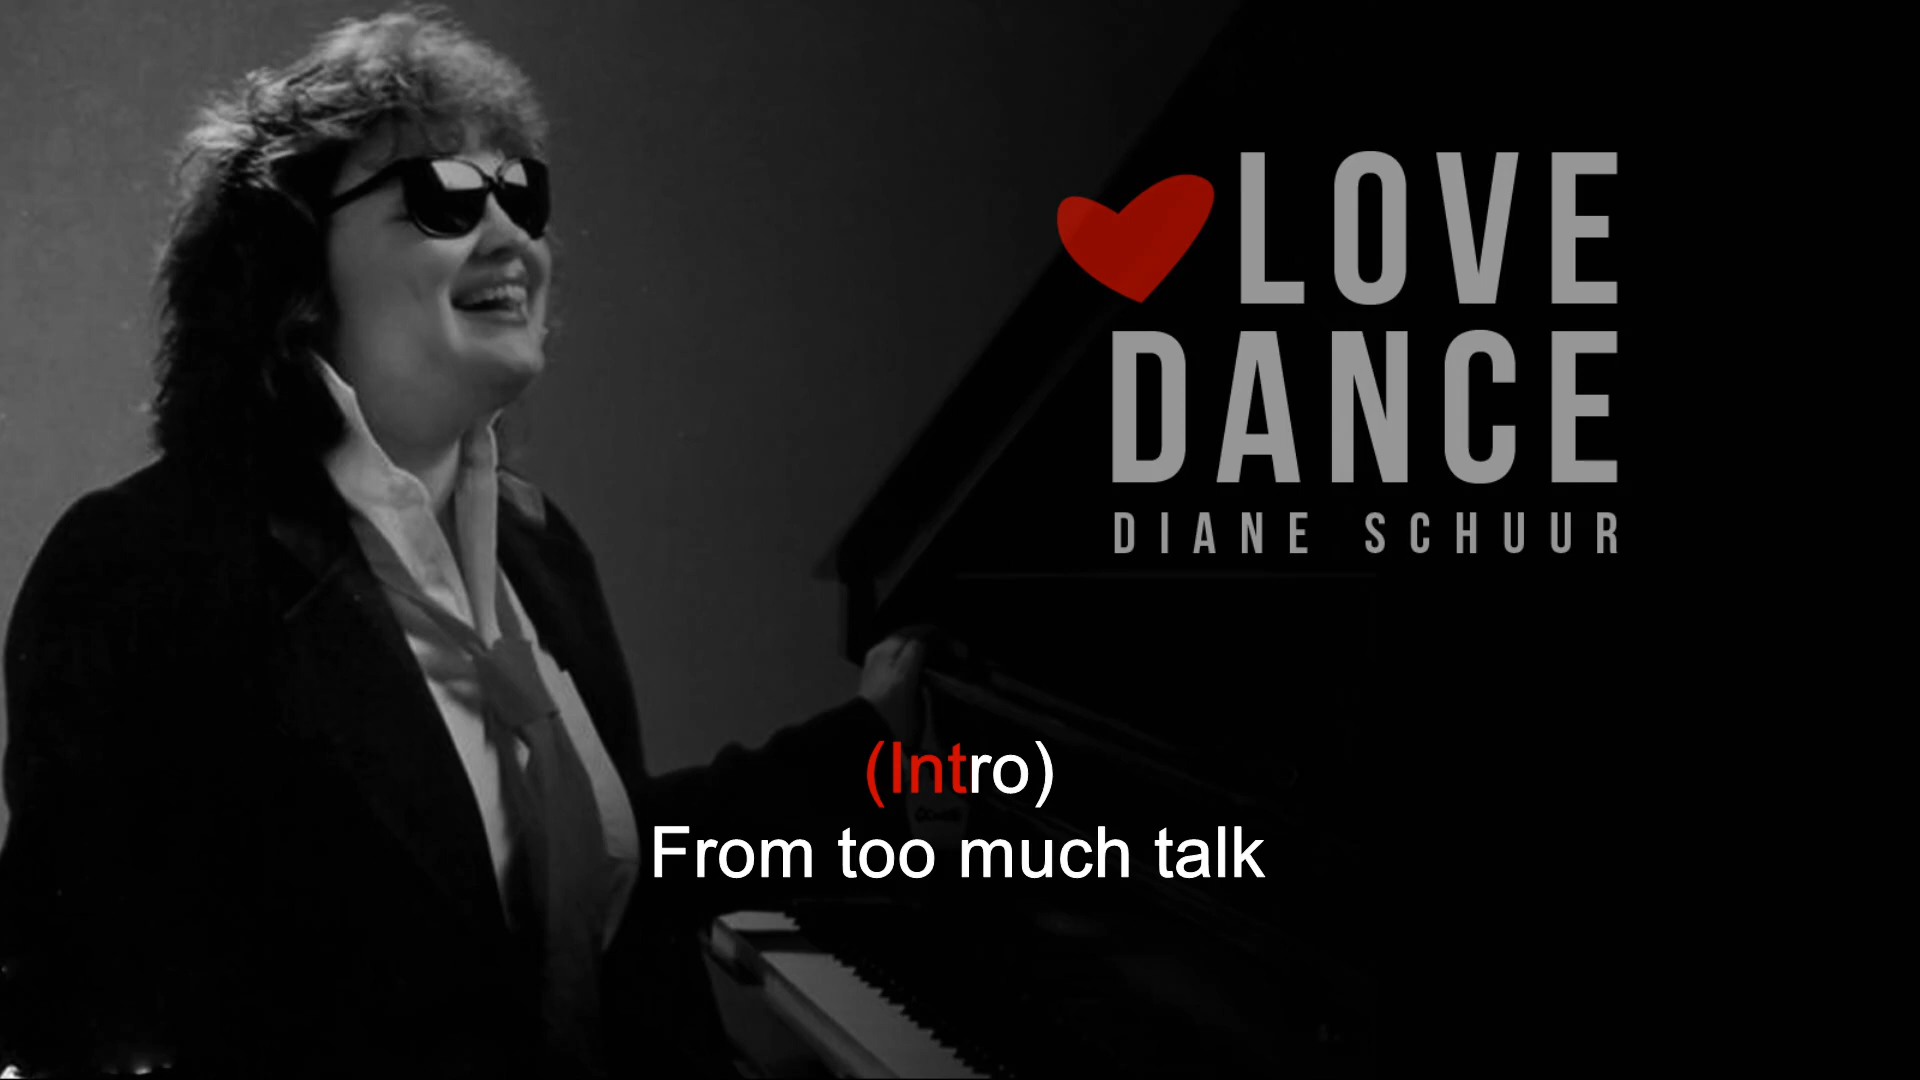 LOVE
DANCE
DIANE SCHUUR
(Intro)
From too much talk